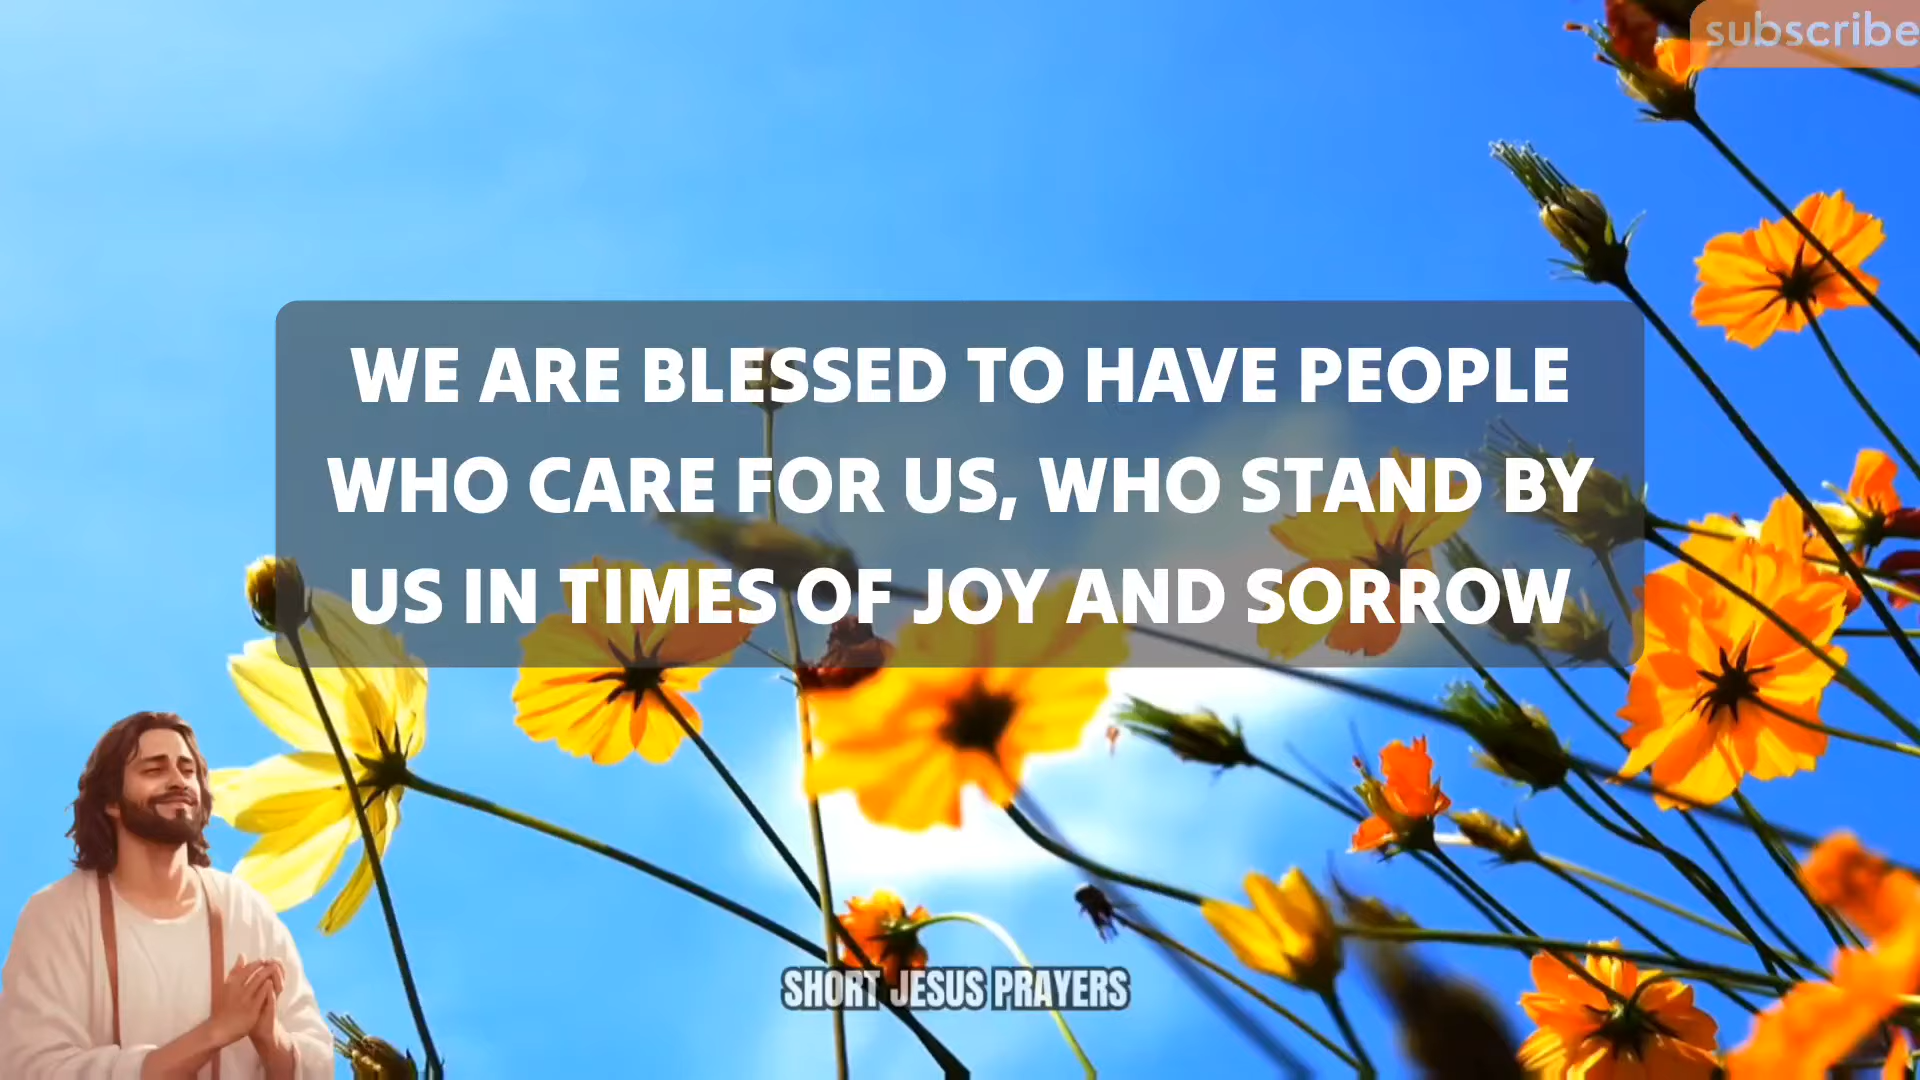 subscribe
WE ARE BLESSED TO HAVE PEOPLE
WHO CARE FOR US, WHO STAND BY
US IN TIMES OF JOY AND SORROW
SHORT JESUS PRAYERS